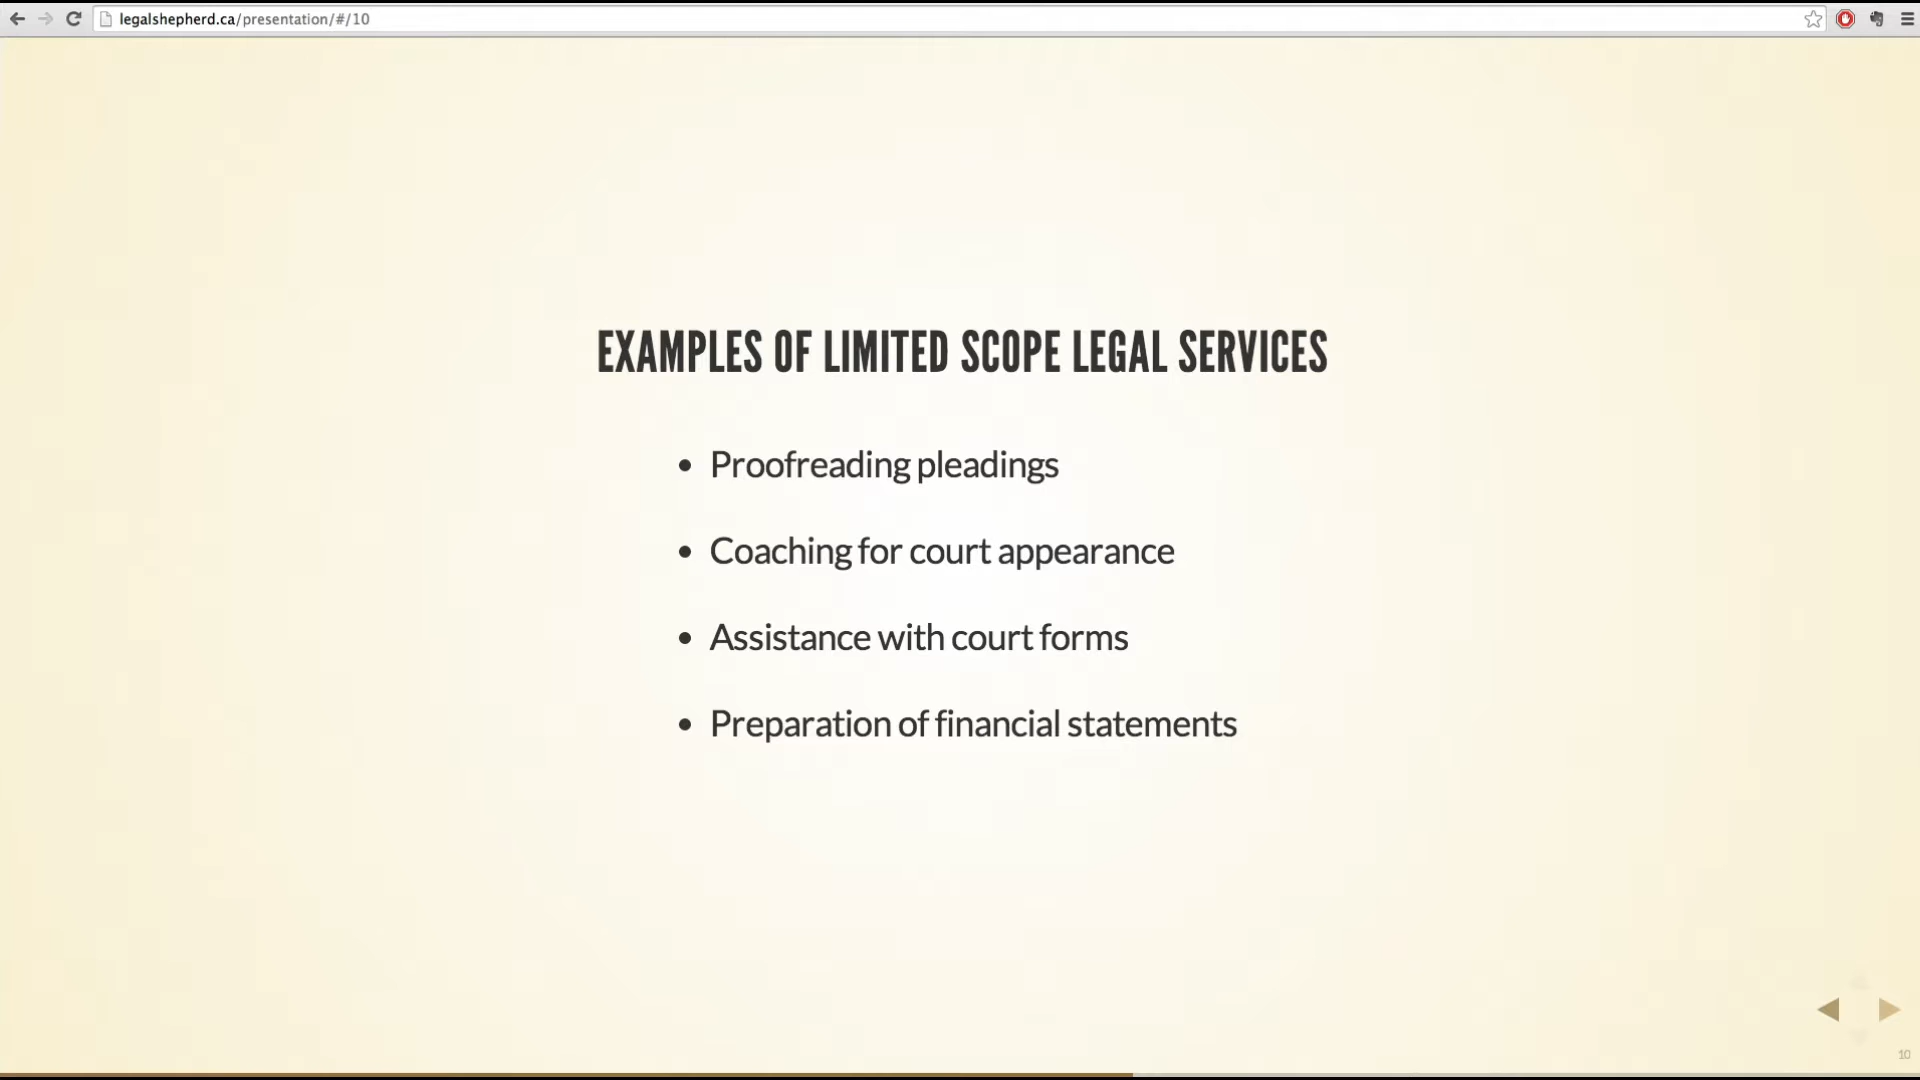 legalshepherd.ca/presentation/#/10
EXAMPLES OF LIMITED SCOPE LEGAL SERVICES
• Proofreading pleadings
• Coaching for court appearance
• Assistance with court forms
• Preparation of financial statements
10